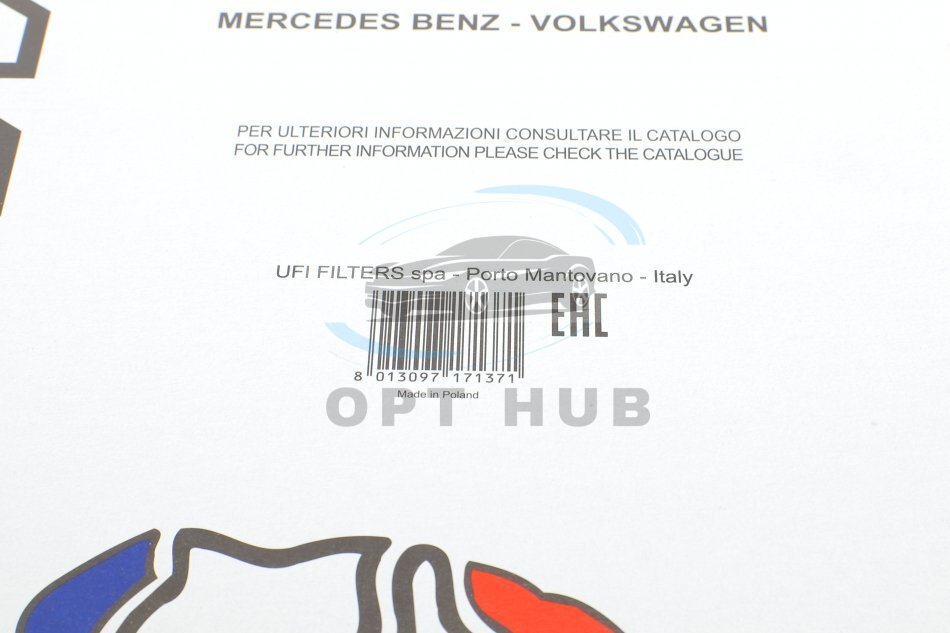 MERCEDES BENZ - VOLKSWAGEN
PER ULTERIORI INFORMAZIONI CONSULTARE IL CATALOGO
FOR FURTHER INFORMATION PLEASE CHECK THE CATALOGUE
UFI FILTERS spa - Porto Mantovano - Italy
EAC
8 013097 171371
Made in Poland
OPT HUB